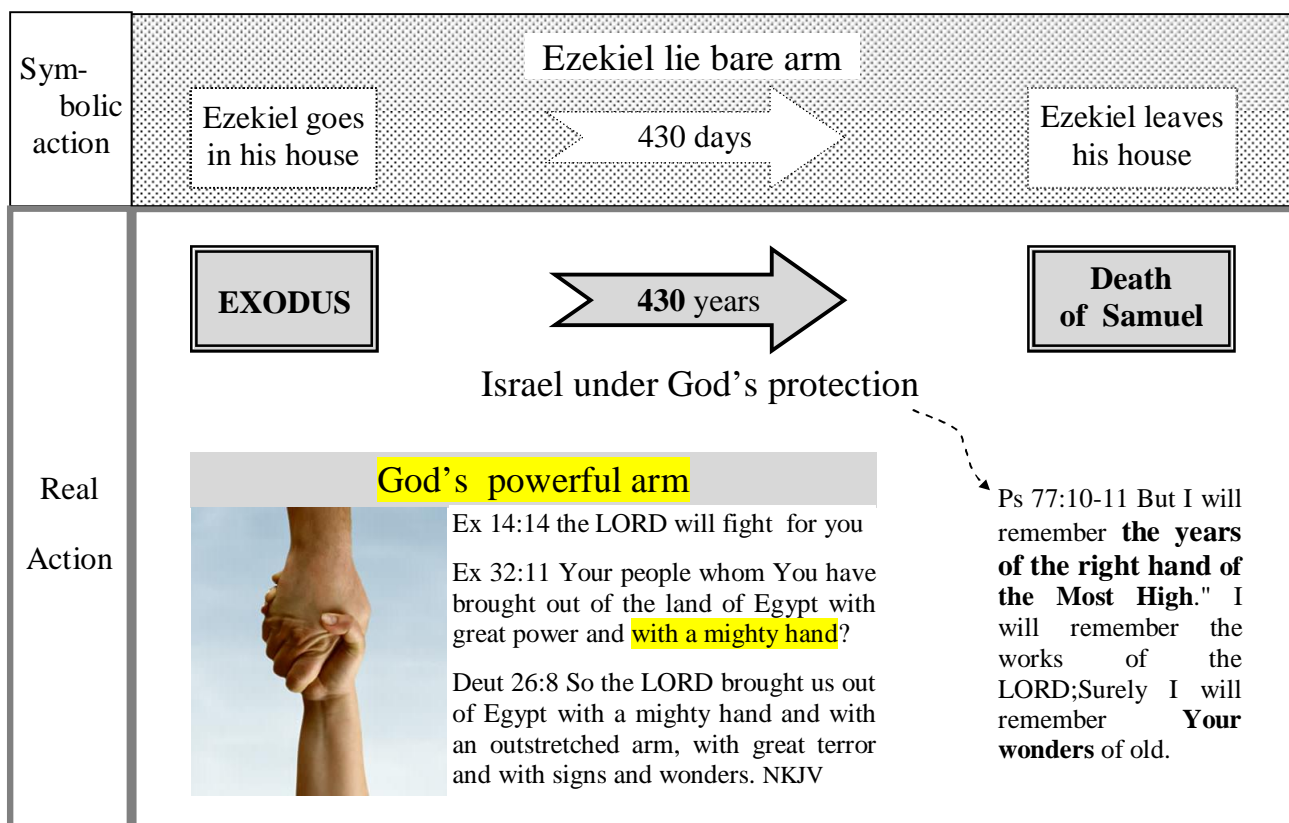 Sym-
bolic
action
Ezekiel lie bare arm
Ezekiel goes
in his house
430 days
Ezekiel leaves
his house
Real
Action
EXODUS
430 years
Death
of Samuel
Israel under God’s protection
God’s powerful arm
Ex 14:14 the LORD will fight for you
Ex 32:11 Your people whom You have
brought out of the land of Egypt with
great power and with a mighty hand?
Deut 26:8 So the LORD brought us out
of Egypt with a mighty hand and with
an outstretched arm, with great terror
and with signs and wonders. NKJV
Ps 77:10-11 But I will
remember the years
of the right hand of
the Most High." I
will remember the
works of the
LORD;Surely I will
remember Your
wonders of old.